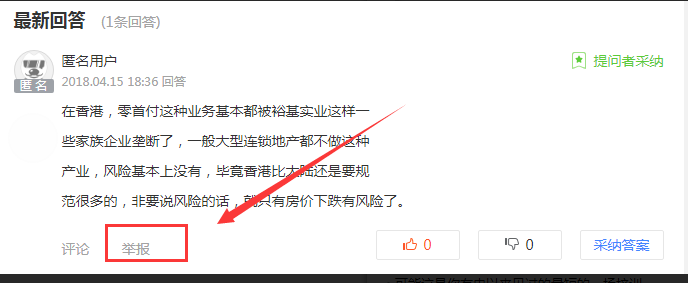 最新回答 (1条回答)
匿名用户
匿名
2018.04.15 18:36 回答
提问者采纳
在香港，零首付这种业务基本都被裕基实业这样一
些家族企业垄断了，一般大型连锁地产都不做这种
产业，风险基本上没有，毕竟香港比大陆还是要规
范很多的，非要说风险的话，就只有房价下跌有风险了。
评论 举报 0 0 采纳答案